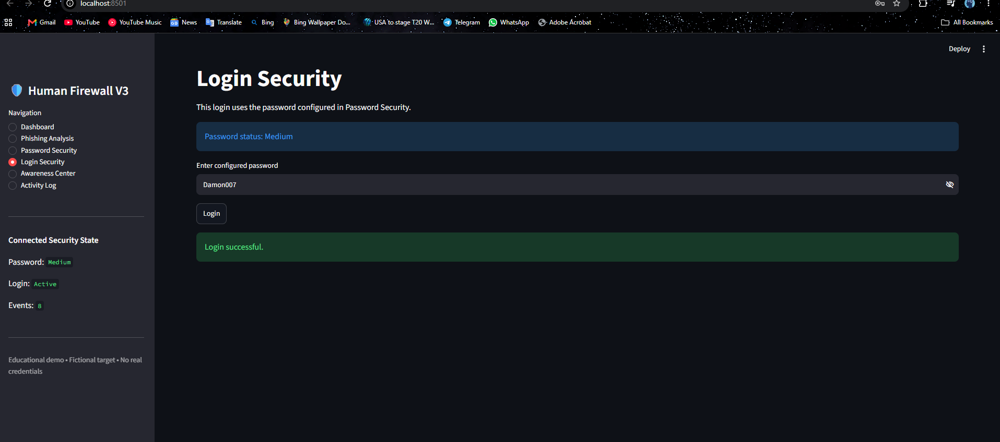 localhost:8501
Gmail
YouTube
YouTube Music
News
Translate
Bing
Bing Wallpaper Do...
USA to stage T20 W...
Telegram
WhatsApp
Adobe Acrobat
All Bookmarks
Deploy
Human Firewall V3
Navigation
Dashboard
Phishing Analysis
Password Security
Login Security
Awareness Center
Activity Log
Connected Security State
Password: Medium
Login: Active
Events: 8
Educational demo • Fictional target • No real
credentials
Login Security
This login uses the password configured in Password Security.
Password status: Medium
Enter configured password
Damon007
Login
Login successful.